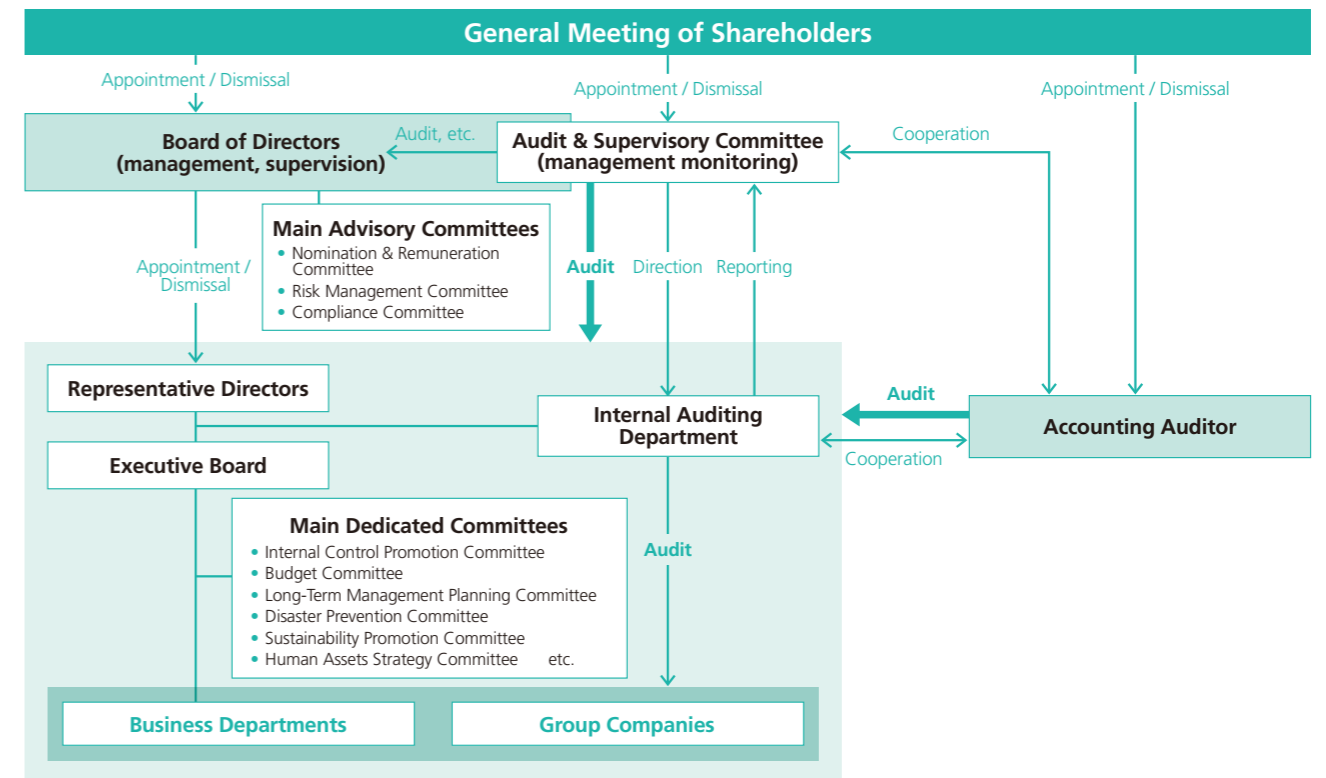 General Meeting of Shareholders
Appointment / Dismissal
Appointment / Dismissal
Appointment / Dismissal
Board of Directors
(management, supervision)
Audit, etc.
Audit & Supervisory Committee
(management monitoring)
Cooperation
Main Advisory Committees
• Nomination & Remuneration
Committee
• Risk Management Committee
• Compliance Committee
Appointment /
Dismissal
Audit
Direction
Reporting
Representative Directors
Internal Auditing
Department
Audit
Accounting Auditor
Cooperation
Executive Board
Main Dedicated Committees
• Internal Control Promotion Committee
• Budget Committee
• Long-Term Management Planning Committee
• Disaster Prevention Committee
• Sustainability Promotion Committee
• Human Assets Strategy Committee etc.
Audit
Business Departments
Group Companies